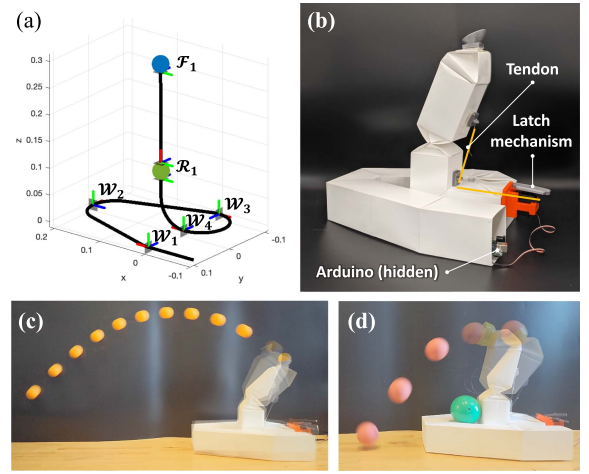 (a)
0.3
0.25
0.2
0.15
0.1
0.05
0
z
0.2
0.1
0
-0.1
x
0.1
0
-0.1
y
𝓕₁
𝓡₁
𝓦₂
𝓦₃
𝓦₄
𝓦₁
(b)
Tendon
Latch
mechanism
Arduino (hidden)
(c)
(d)